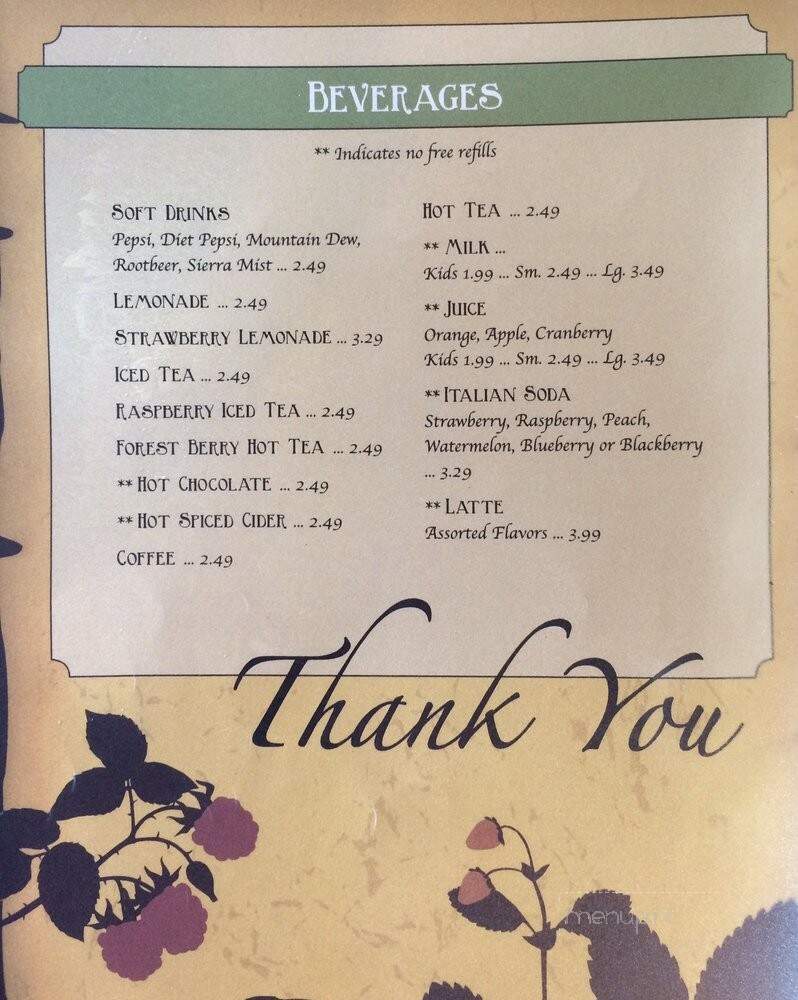 Beverages
** Indicates no free refills
Soft Drinks
Pepsi, Diet Pepsi, Mountain Dew,
Rootbeer, Sierra Mist ... 2.49
Lemonade ... 2.49
Strawberry Lemonade ... 3.29
Iced Tea ... 2.49
Raspberry Iced Tea ... 2.49
Forest Berry Hot Tea ... 2.49
** Hot Chocolate ... 2.49
** Hot Spiced Cider ... 2.49
Coffee ... 2.49
Hot Tea ... 2.49
** Milk ...
Kids 1.99 ... Sm. 2.49 ... Lg. 3.49
** Juice
Orange, Apple, Cranberry
Kids 1.99 ... Sm. 2.49 ... Lg. 3.49
** Italian Soda
Strawberry, Raspberry, Peach,
Watermelon, Blueberry or Blackberry
... 3.29
** Latte
Assorted Flavors ... 3.99
Thank You